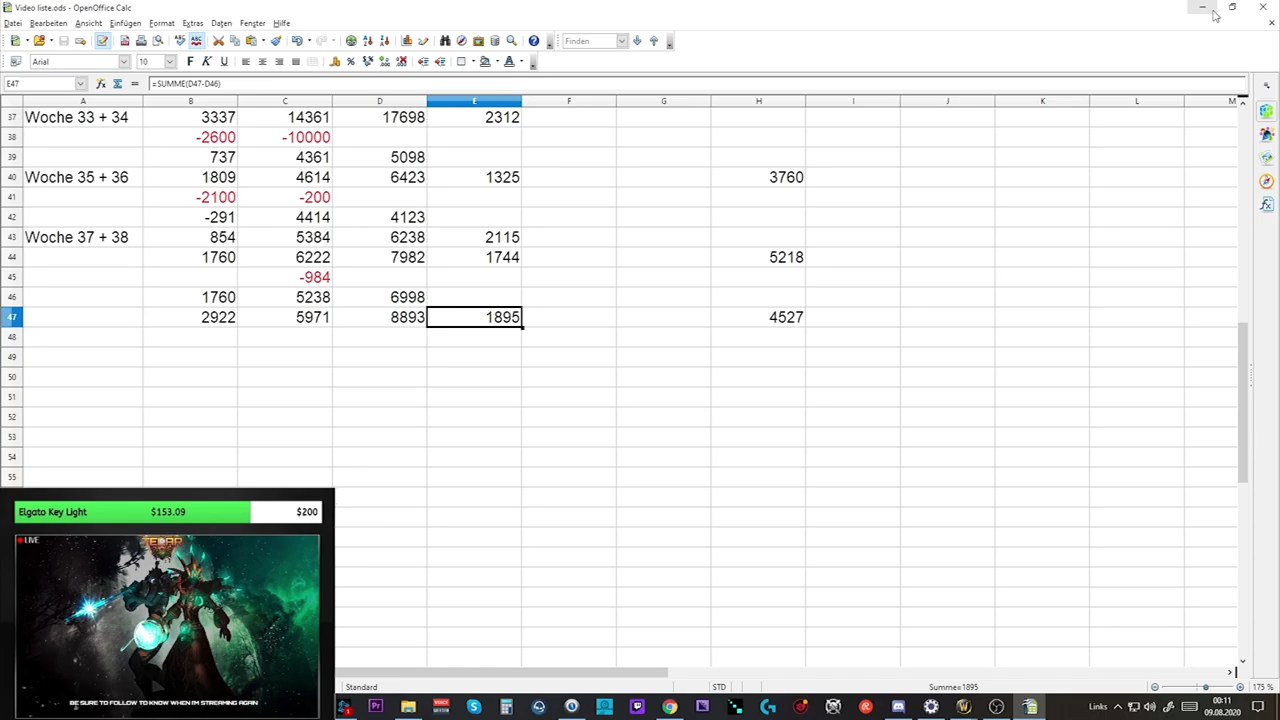 Video liste.ods - OpenOffice Calc
Datei Bearbeiten Ansicht Einfügen Format Extras Daten Fenster Hilfe
Finden
Arial 10
E47 =SUMME(D47-D46)
A B C D E F G H I J K L M
37 Woche 33 + 34 3337 14361 17698 2312
38 -2600 -10000
39 737 4361 5098
40 Woche 35 + 36 1809 4614 6423 1325 3760
41 -2100 -200
42 -291 4414 4123
43 Woche 37 + 38 854 5384 6238 2115
44 1760 6222 7982 1744 5218
45 -984
46 1760 5238 6998
47 2922 5971 8893 1895 4527
48
49
50
51
52
53
54
55
Elgato Key Light $153.09 $200
LIVE
BE SURE TO FOLLOW TO KNOW WHEN I'M STREAMING AGAIN
Standard STD Summe=1895 175 %
Links 00:11
09.08.2020